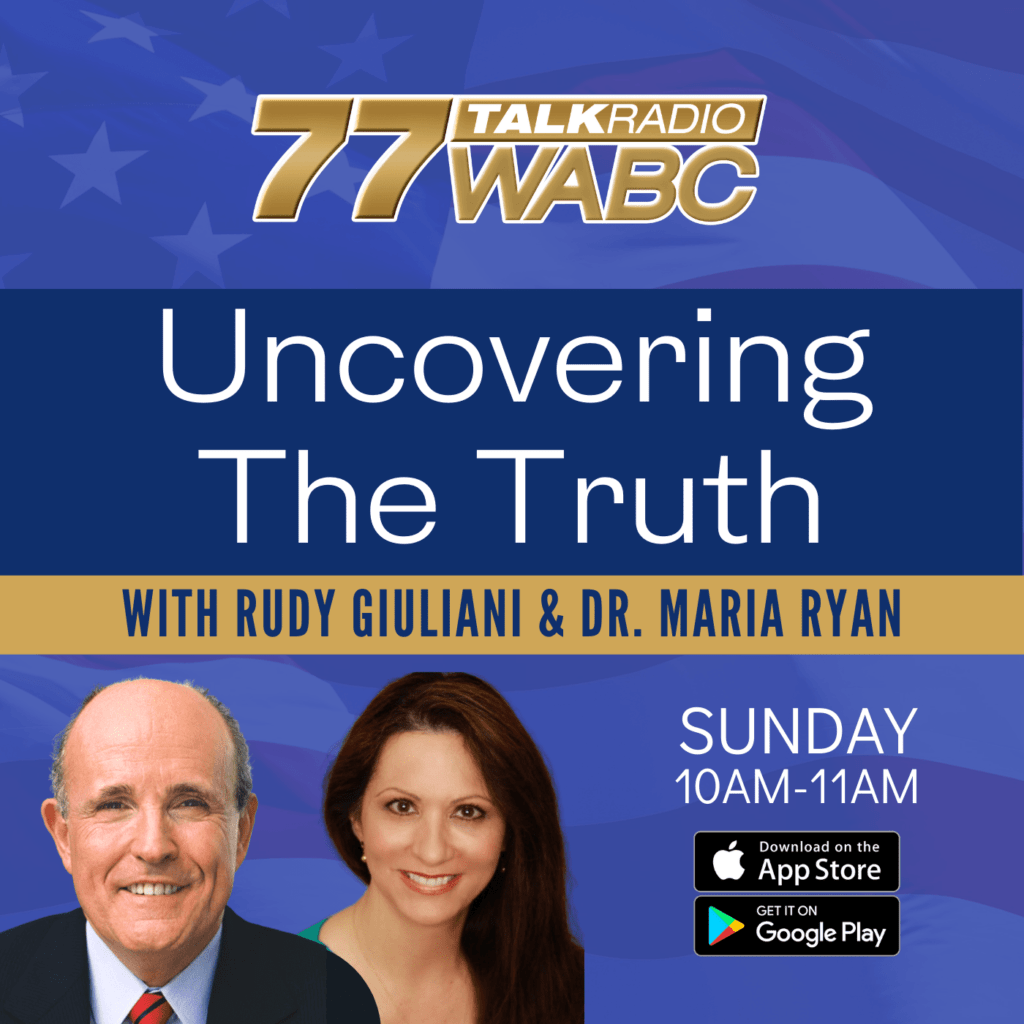 77 TALKRADIO
WABC
Uncovering
The Truth
WITH RUDY GIULIANI & DR. MARIA RYAN
SUNDAY
10AM-11AM
Download on the
App Store
GET IT ON
Google Play